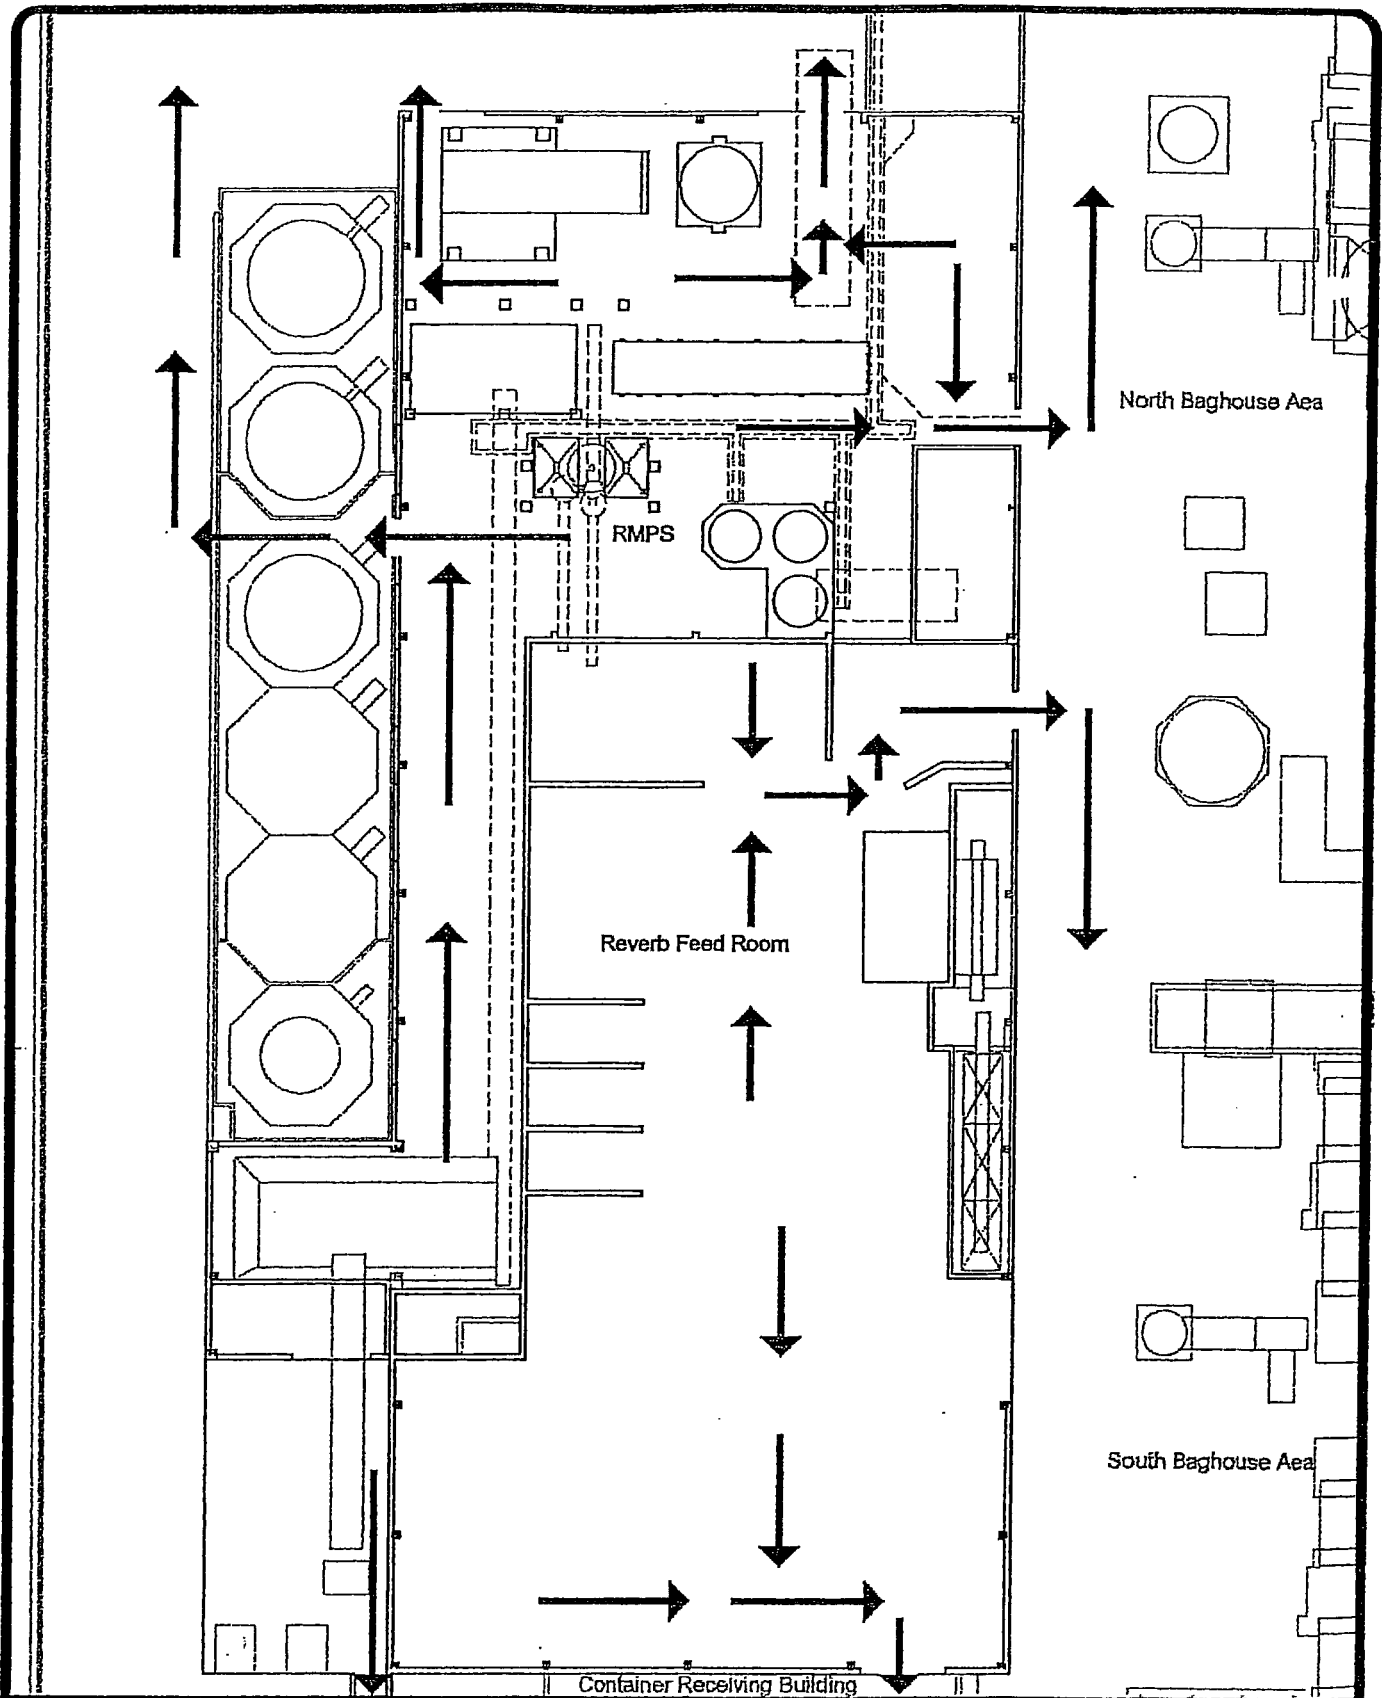 North Baghouse Aea
RMPS
Reverb Feed Room
South Baghouse Aea
Container Receiving Building